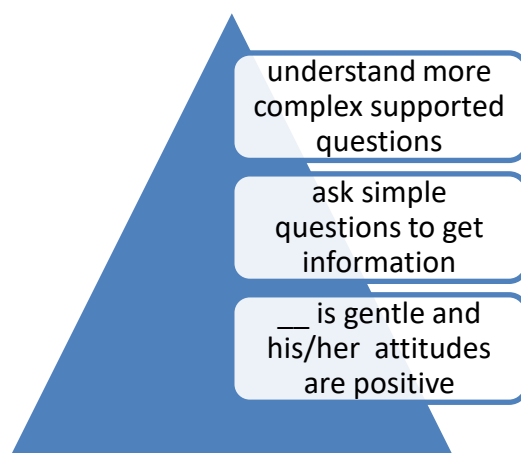 understand more
complex supported
questions
ask simple
questions to get
information
__ is gentle and
his/her attitudes
are positive